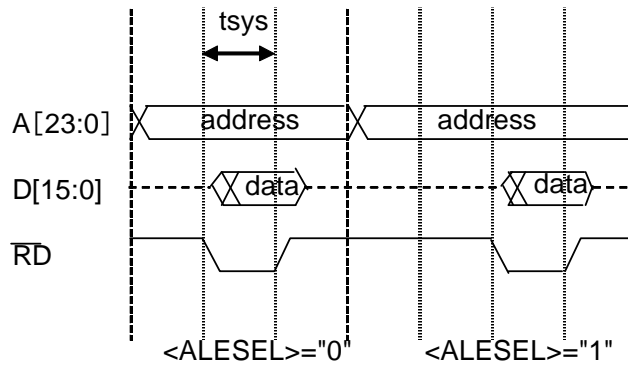 tsys
A[23:0] address address
D[15:0] data data
RD
<ALESEL>="0" <ALESEL>="1"